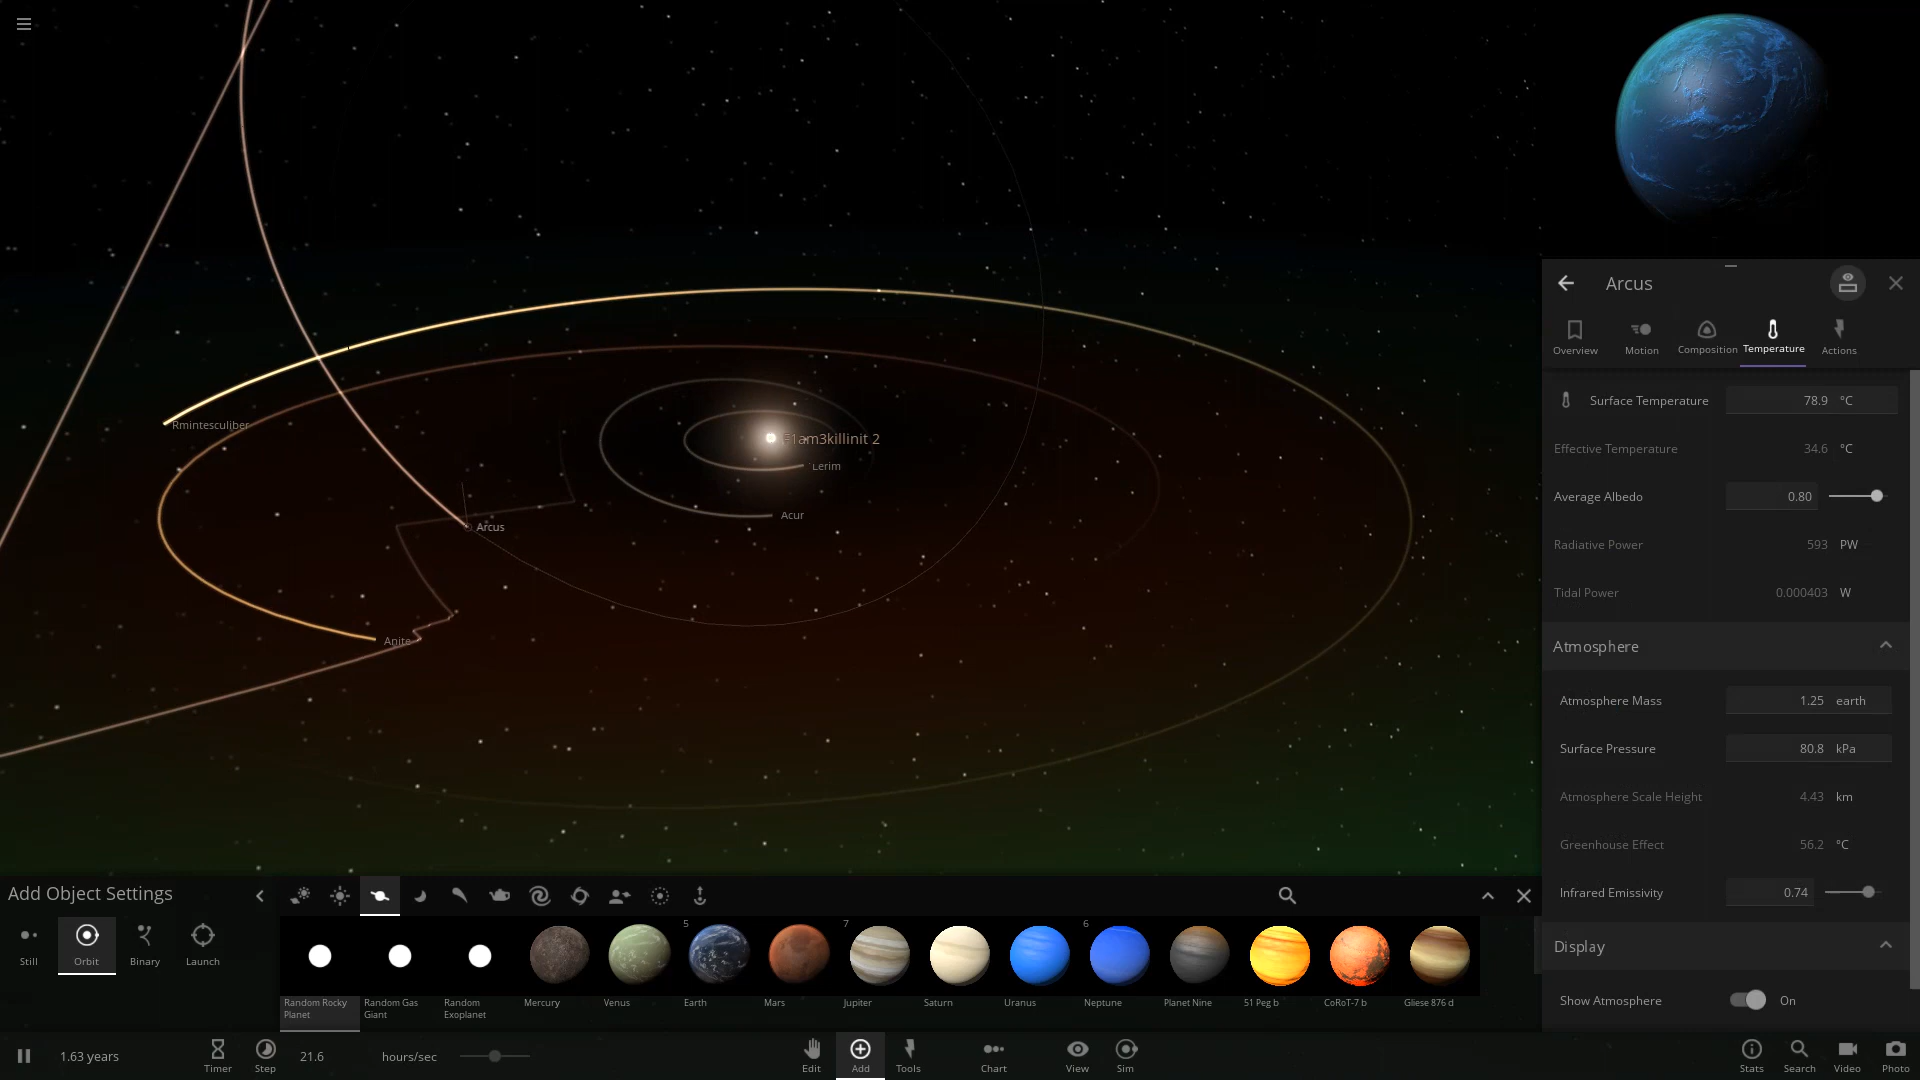 Rmintesculiber
F1am3killinit 2
Lerim
Acur
Arcus
Anite
Arcus
Overview
Motion
Composition
Temperature
Actions
Surface Temperature 78.9 °C
Effective Temperature 34.6 °C
Average Albedo 0.80
Radiative Power 593 PW
Tidal Power 0.000403 W
Atmosphere
Atmosphere Mass 1.25 earth
Surface Pressure 80.8 kPa
Atmosphere Scale Height 4.43 km
Greenhouse Effect 56.2 °C
Infrared Emissivity 0.74
Display
Show Atmosphere On
Add Object Settings
Still
Orbit
Binary
Launch
5
7
6
Random Rocky
Planet
Random Gas
Giant
Random
Exoplanet
Mercury
Venus
Earth
Mars
Jupiter
Saturn
Uranus
Neptune
Planet Nine
51 Peg b
CoRoT-7 b
Gliese 876 d
1.63 years
Timer
Step
21.6 hours/sec
Edit
Add
Tools
Chart
View
Sim
Stats
Search
Video
Photo